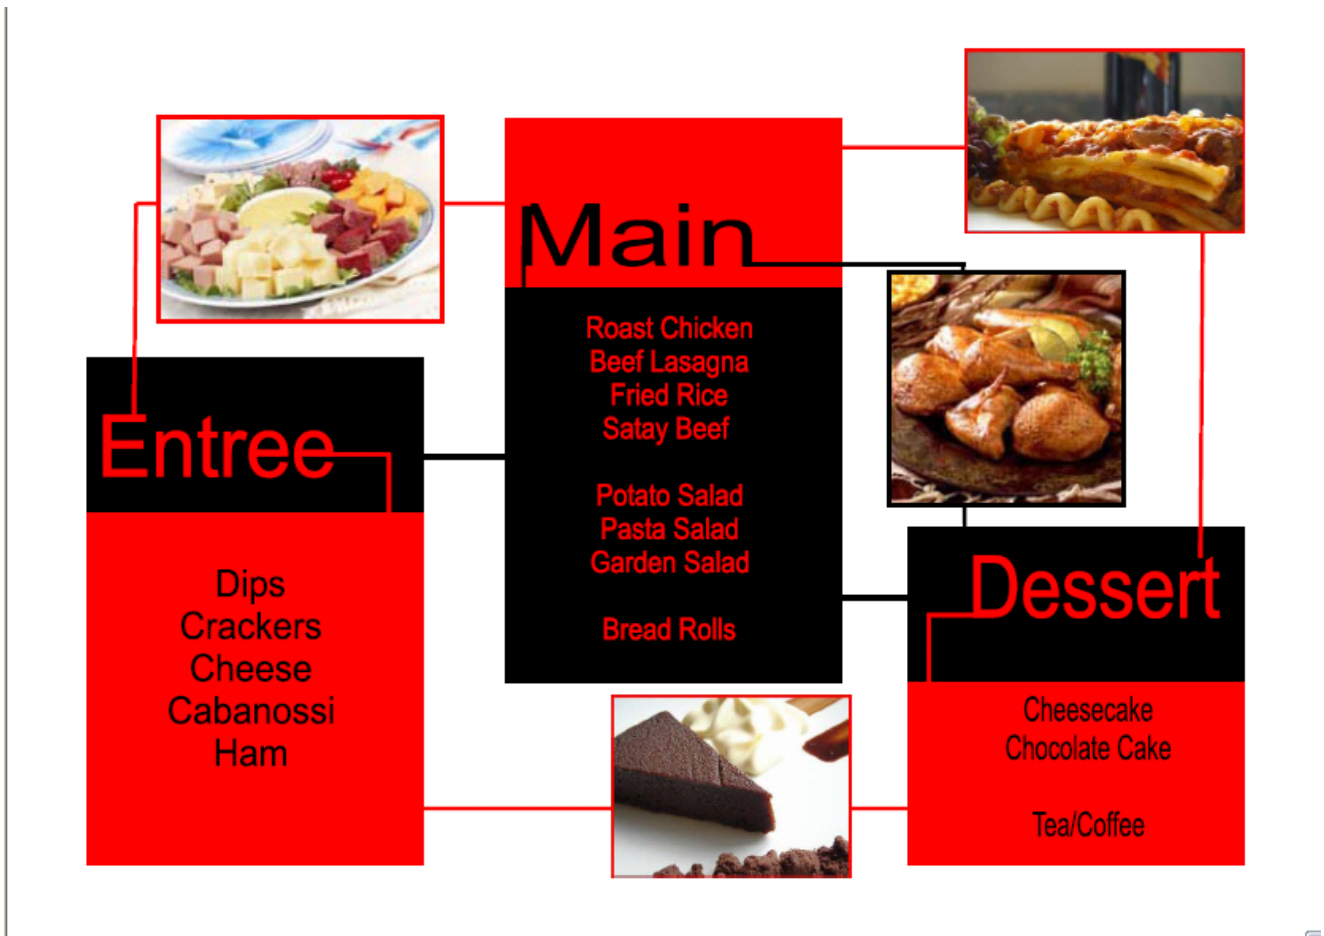 Entree
Dips
Crackers
Cheese
Cabanossi
Ham
Main
Roast Chicken
Beef Lasagna
Fried Rice
Satay Beef
Potato Salad
Pasta Salad
Garden Salad
Bread Rolls
Dessert
Cheesecake
Chocolate Cake
Tea/Coffee